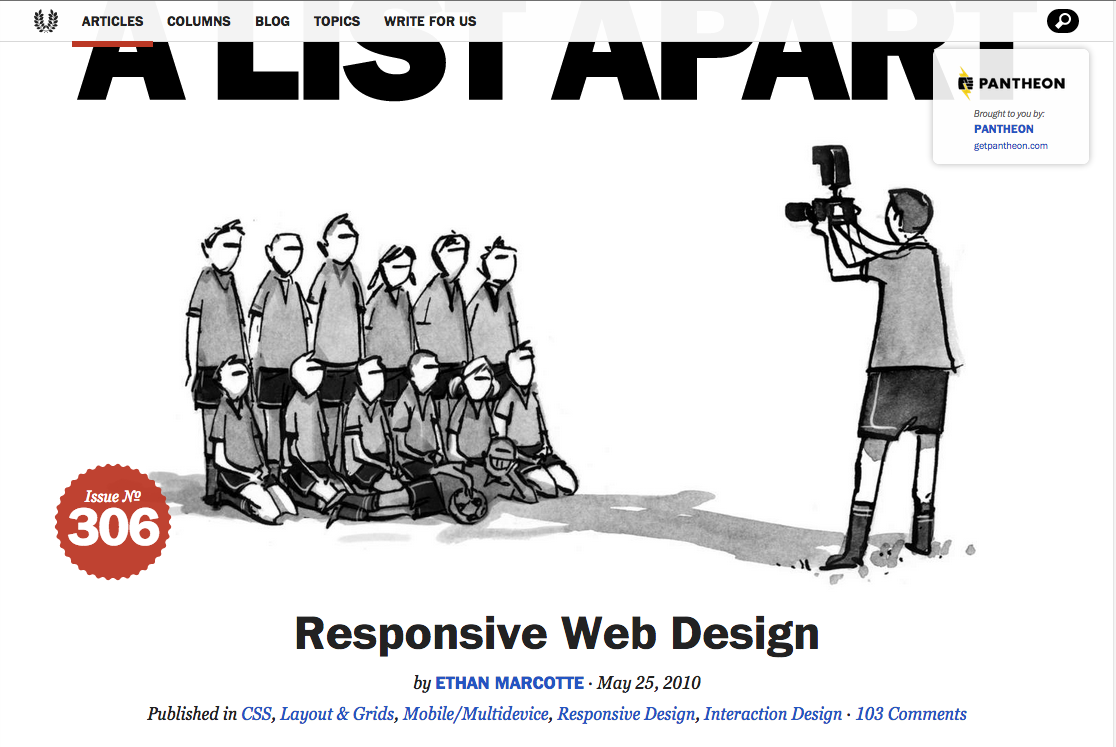 ARTICLES COLUMNS BLOG TOPICS WRITE FOR US
A LIST APART
PANTHEON
Brought to you by:
PANTHEON
getpantheon.com
Issue №
306
Responsive Web Design
by ETHAN MARCOTTE · May 25, 2010
Published in CSS, Layout & Grids, Mobile/Multidevice, Responsive Design, Interaction Design · 103 Comments